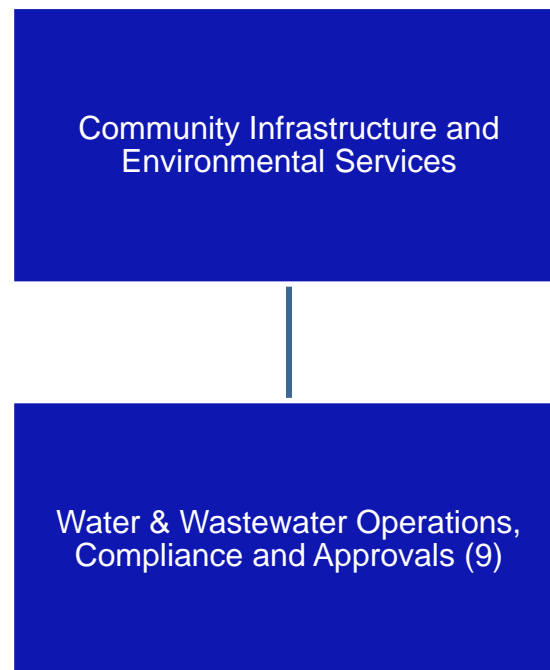 Community Infrastructure and
Environmental Services
Water & Wastewater Operations,
Compliance and Approvals (9)